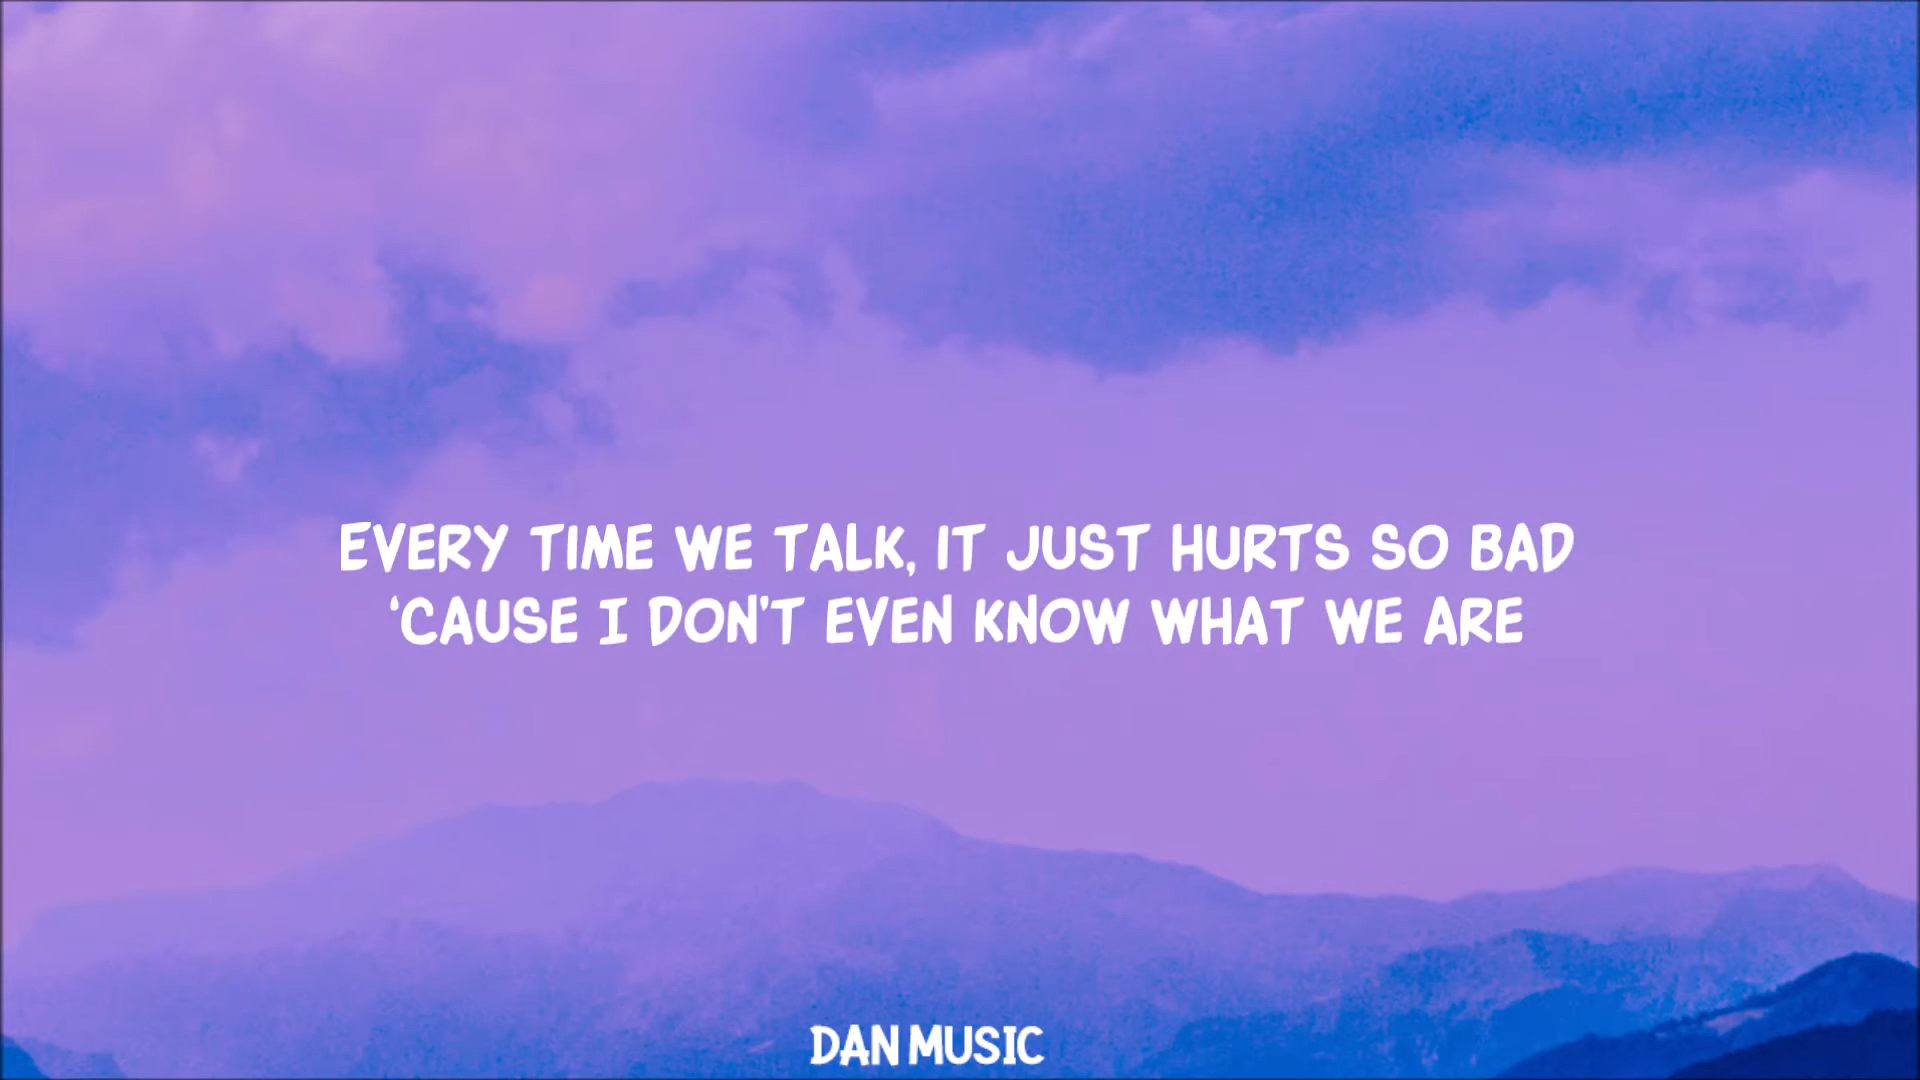 EVERY TIME WE TALK, IT JUST HURTS SO BAD
‘CAUSE I DON'T EVEN KNOW WHAT WE ARE
DAN MUSIC